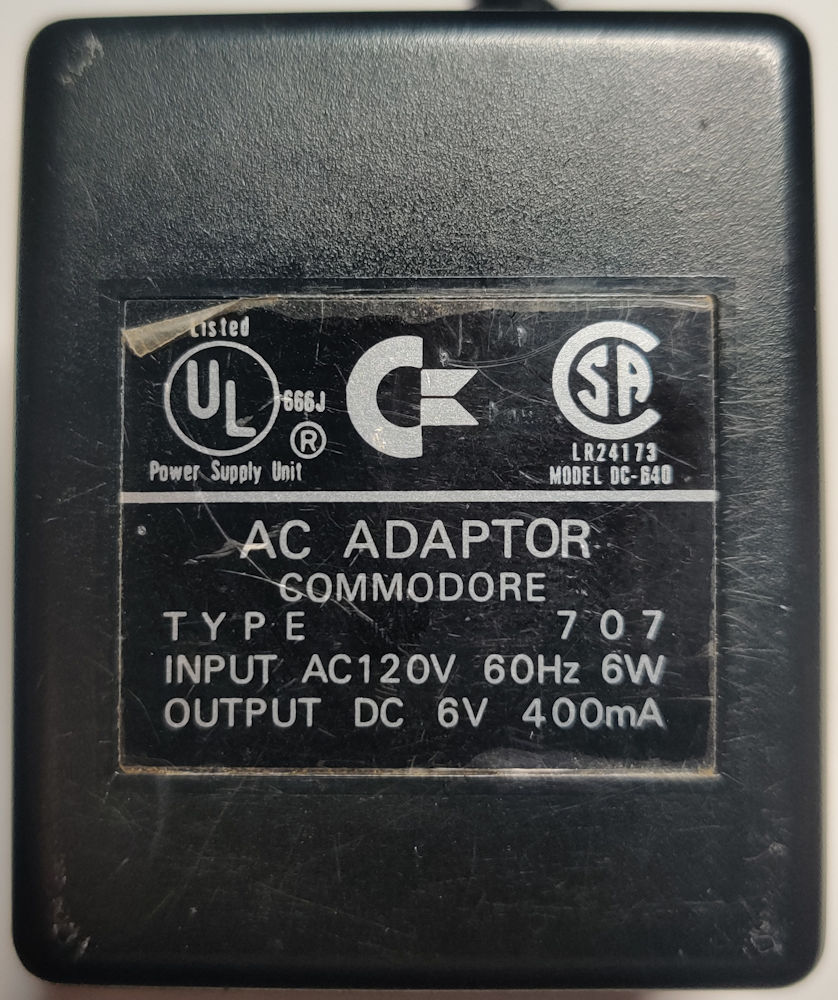 Listed
UL
666J
®
Power Supply Unit
CSA
LR24173
MODEL DC-640
AC ADAPTOR
COMMODORE
TYPE 707
INPUT AC120V 60Hz 6W
OUTPUT DC 6V 400mA